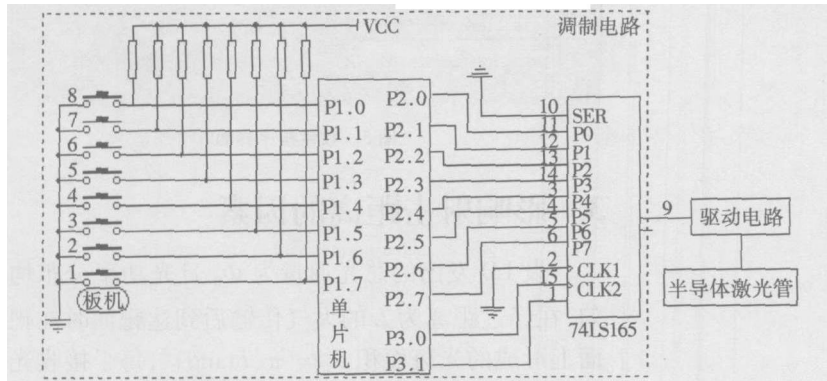 VCC
调制电路
8
7
6
5
4
3
2
(板机)
P1.0
P1.1
P1.2
P1.3
P1.4
P1.5
P1.6
P1.7
单片机
P2.0
P2.1
P2.2
P2.3
P2.4
P2.5
P2.6
P2.7
P3.0
P3.1
10
11
12
13
14
3
4
5
6
2
15
1
SER
P0
P1
P2
P3
P4
P5
P6
P7
CLK1
CLK2
74LS165
9
驱动电路
半导体激光管